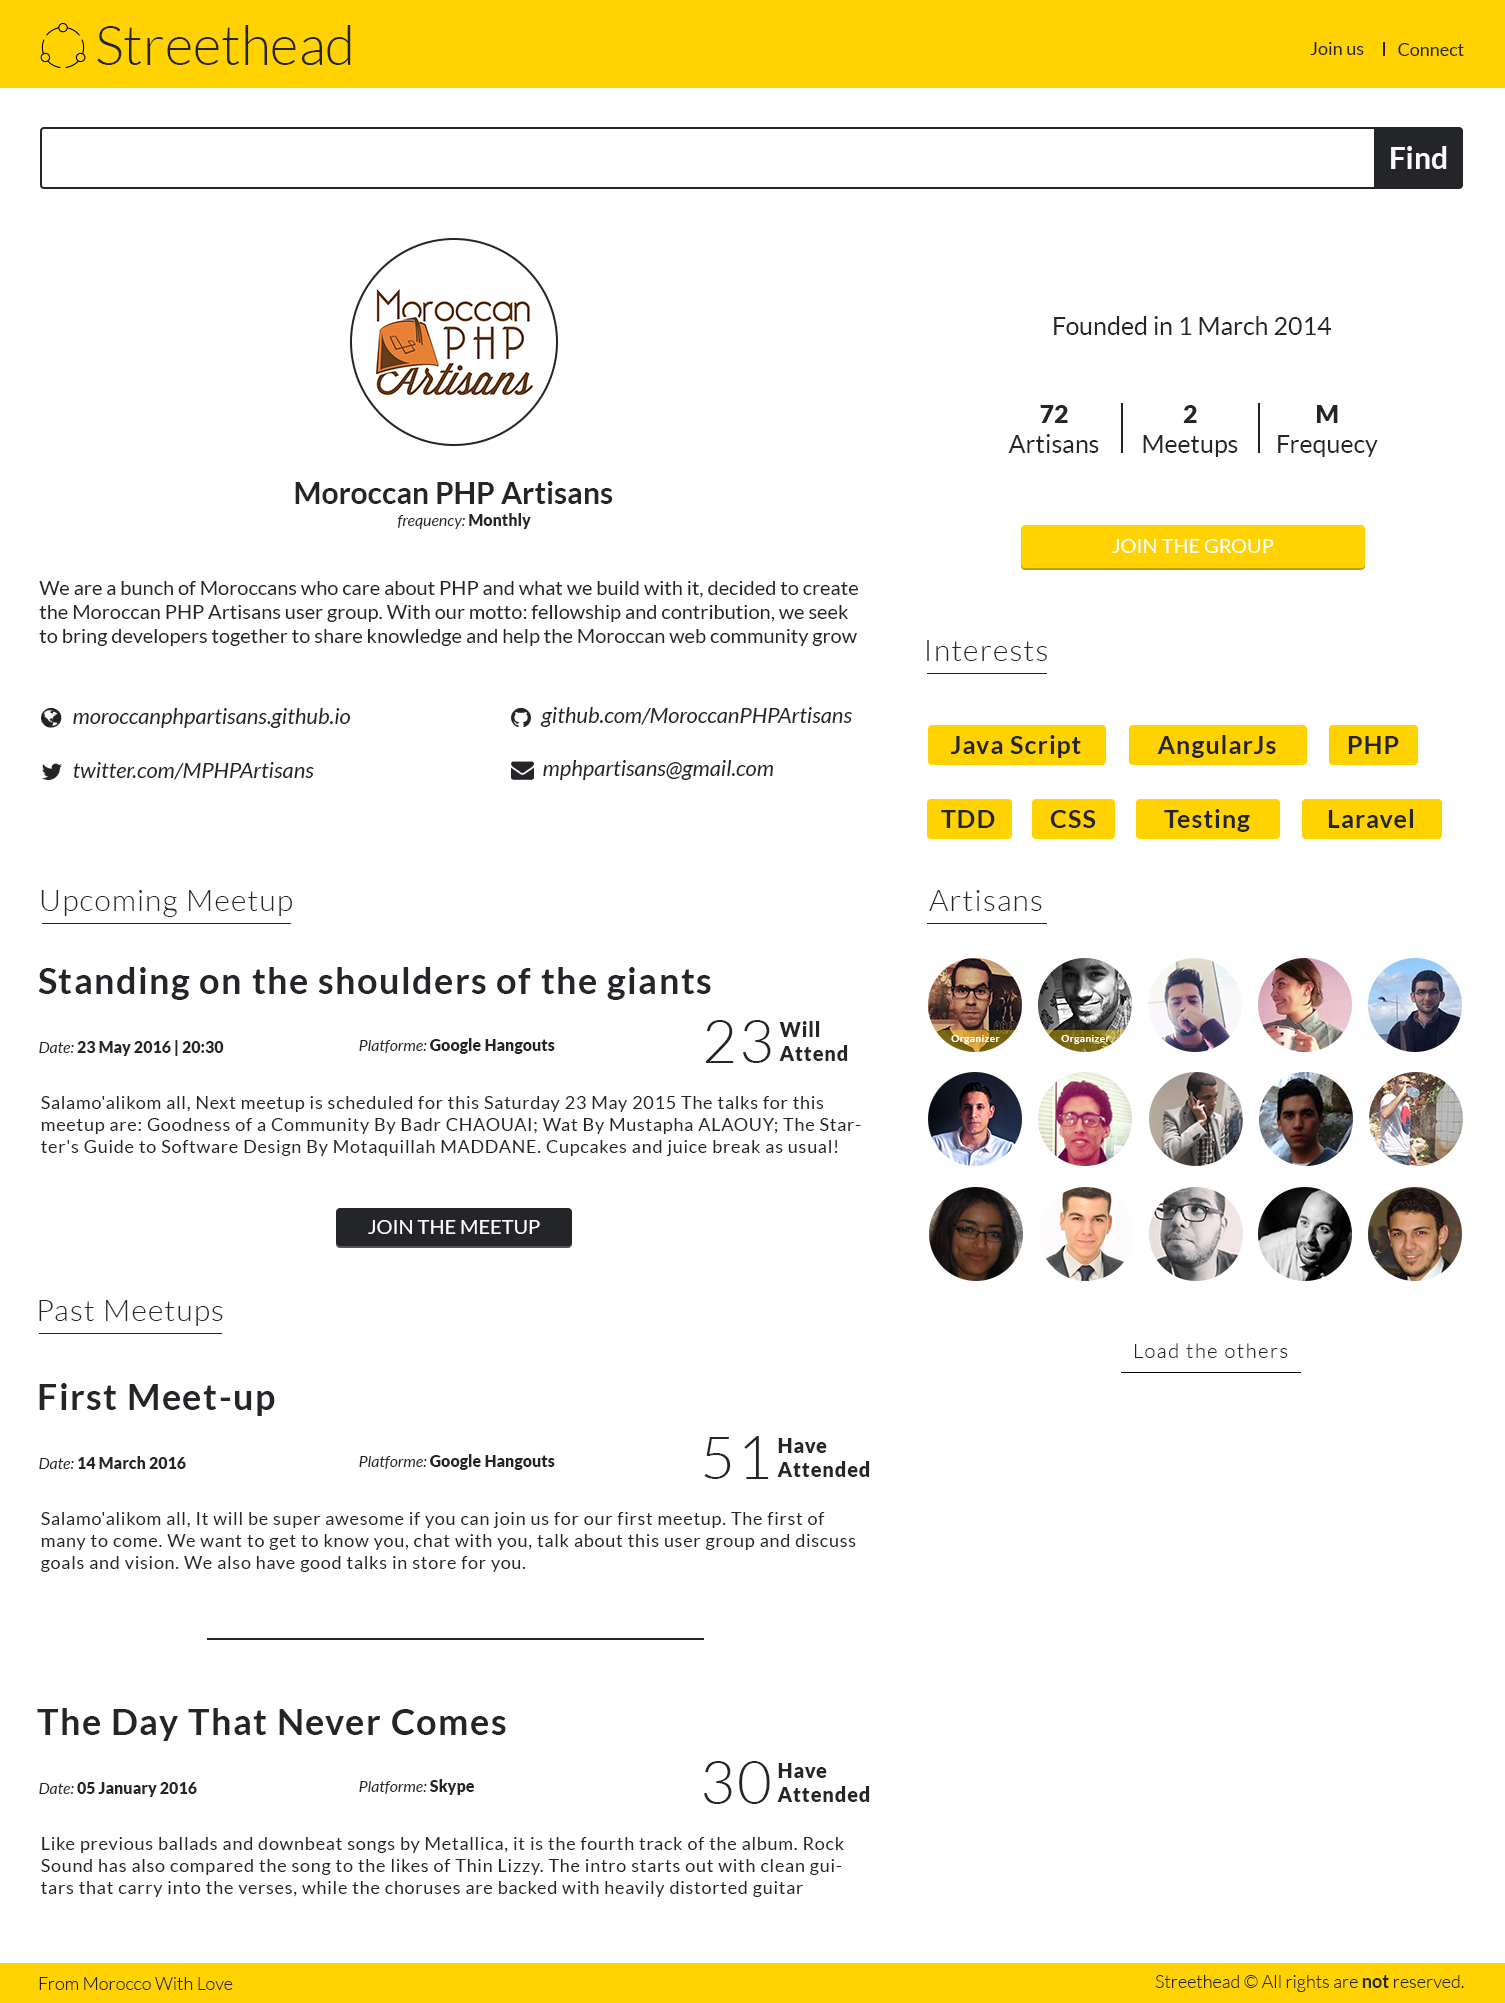 Streethead
Join us | Connect
Find
Moroccan
PHP
Artisans
Moroccan PHP Artisans
frequency: Monthly
We are a bunch of Moroccans who care about PHP and what we build with it, decided to create
the Moroccan PHP Artisans user group. With our motto: fellowship and contribution, we seek
to bring developers together to share knowledge and help the Moroccan web community grow
moroccanphpartisans.github.io
github.com/MoroccanPHPArtisans
twitter.com/MPHPArtisans
mphpartisans@gmail.com
Founded in 1 March 2014
72
Artisans
2
Meetups
M
Frequecy
JOIN THE GROUP
Interests
Java Script
AngularJs
PHP
TDD
CSS
Testing
Laravel
Upcoming Meetup
Standing on the shoulders of the giants
Date: 23 May 2016 | 20:30
Platforme: Google Hangouts
23 Will
Attend
Salamo'alikom all, Next meetup is scheduled for this Saturday 23 May 2015 The talks for this
meetup are: Goodness of a Community By Badr CHAOUAI; Wat By Mustapha ALAOUY; The Star-
ter's Guide to Software Design By Motaquillah MADDANE. Cupcakes and juice break as usual!
JOIN THE MEETUP
Artisans
Organizer
Organizer
Load the others
Past Meetups
First Meet-up
Date: 14 March 2016
Platforme: Google Hangouts
51 Have
Attended
Salamo'alikom all, It will be super awesome if you can join us for our first meetup. The first of
many to come. We want to get to know you, chat with you, talk about this user group and discuss
goals and vision. We also have good talks in store for you.
The Day That Never Comes
Date: 05 January 2016
Platforme: Skype
30 Have
Attended
Like previous ballads and downbeat songs by Metallica, it is the fourth track of the album. Rock
Sound has also compared the song to the likes of Thin Lizzy. The intro starts out with clean gui-
tars that carry into the verses, while the choruses are backed with heavily distorted guitar
From Morocco With Love
Streethead © All rights are not reserved.